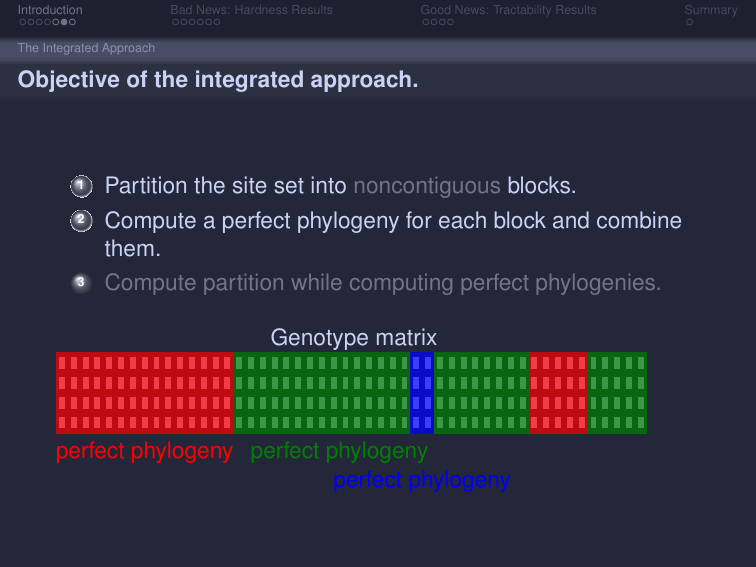 Introduction Bad News: Hardness Results Good News: Tractability Results Summary
The Integrated Approach
Objective of the integrated approach.
1 Partition the site set into noncontiguous blocks.
2 Compute a perfect phylogeny for each block and combine
them.
3 Compute partition while computing perfect phylogenies.
Genotype matrix
perfect phylogeny perfect phylogeny
perfect phylogeny